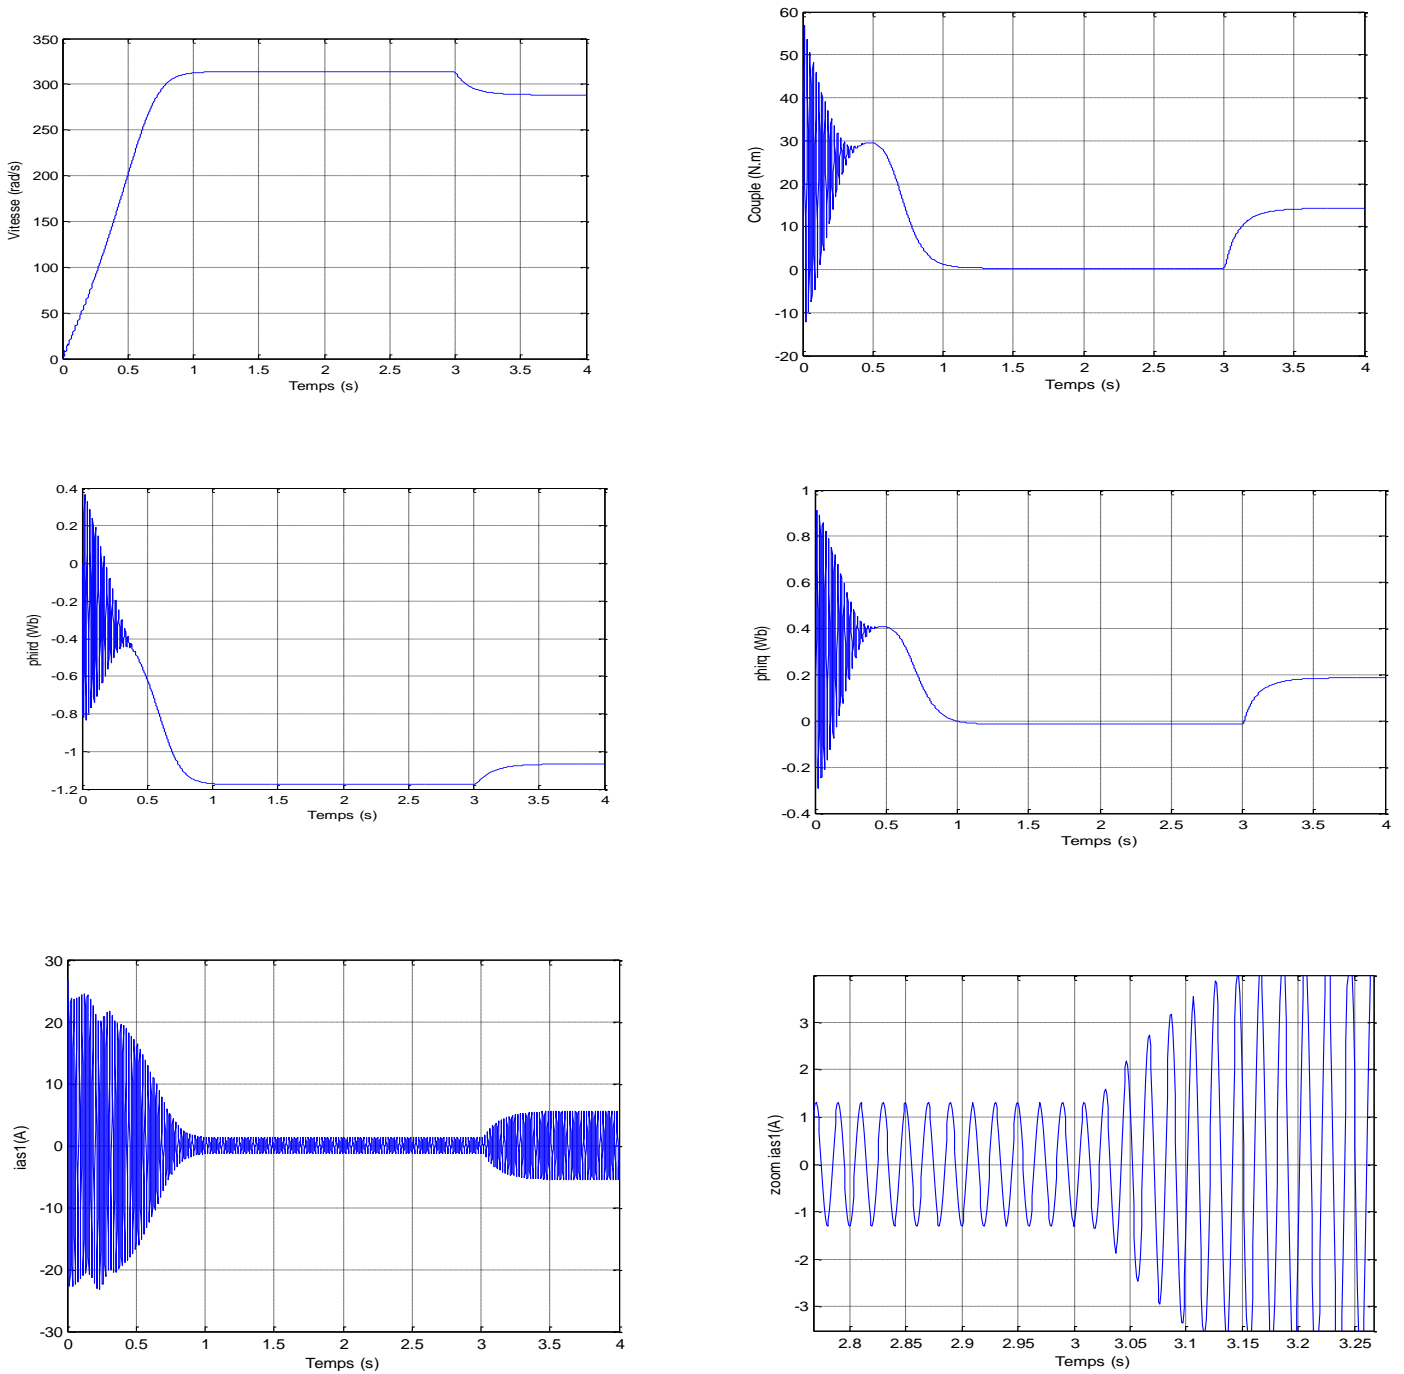 350
300
250
200
150
100
50
0
Vitesse (rad/s)
0 0.5 1 1.5 2 2.5 3 3.5 4
Temps (s)
60
50
40
30
20
10
0
-10
-20
Couple (N.m)
0 0.5 1 1.5 2 2.5 3 3.5 4
Temps (s)
0.4
0.2
0
-0.2
-0.4
-0.6
-0.8
-1
-1.2
phird (Wb)
0 0.5 1 1.5 2 2.5 3 3.5 4
Temps (s)
1
0.8
0.6
0.4
0.2
0
-0.2
-0.4
phirq (Wb)
0 0.5 1 1.5 2 2.5 3 3.5 4
Temps (s)
30
20
10
0
-10
-20
-30
ias1(A)
0 0.5 1 1.5 2 2.5 3 3.5 4
Temps (s)
3
2
1
0
-1
-2
-3
zoom ias1(A)
2.8 2.85 2.9 2.95 3 3.05 3.1 3.15 3.2 3.25
Temps (s)